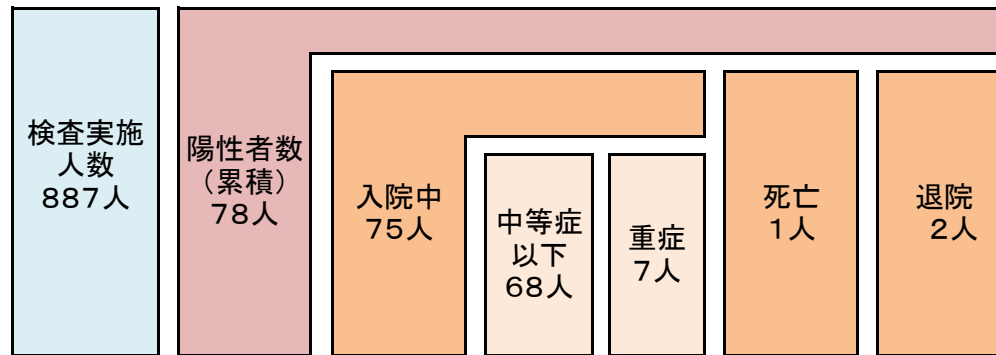 検査実施
人数
887人
陽性者数
（累積）
78人
入院中
75人
中等症
以下
68人
重症
7人
死亡
1人
退院
2人